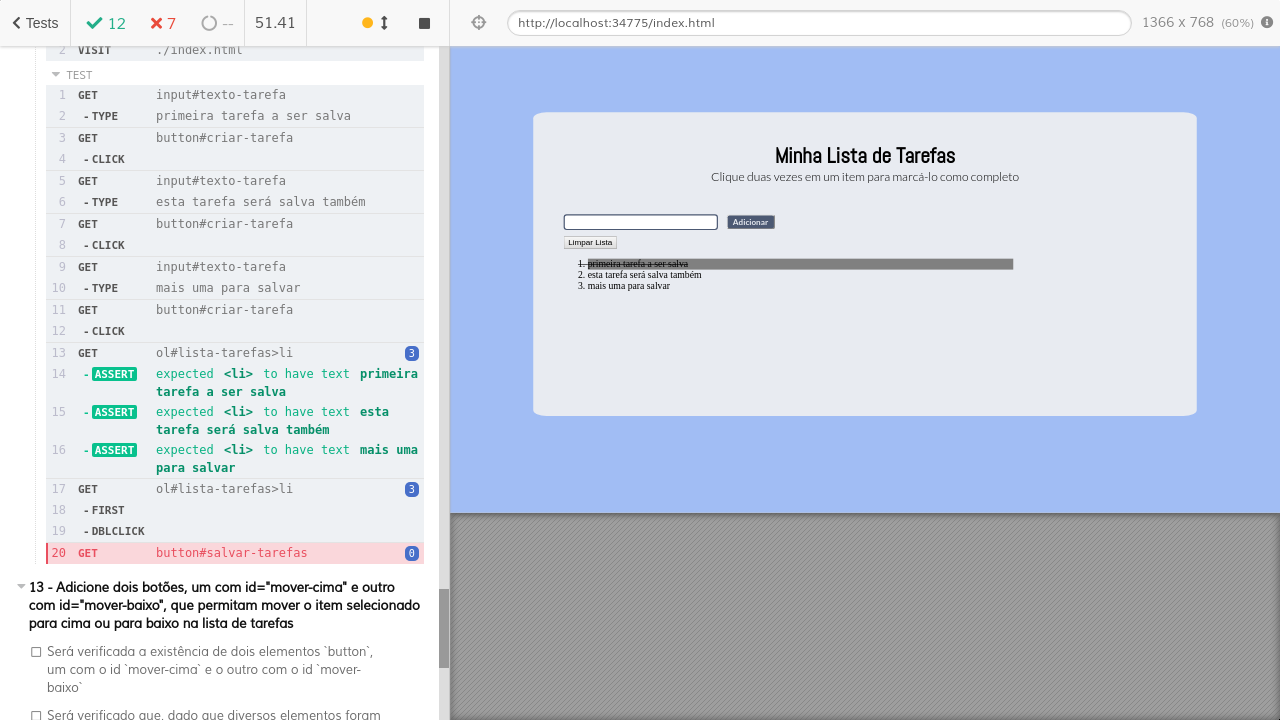 Tests
12
7
--
51.41
http://localhost:34775/index.html
1366 x 768 (60%)
2 VISIT ./index.html
TEST
1 GET input#texto-tarefa
2 - TYPE primeira tarefa a ser salva
3 GET button#criar-tarefa
4 - CLICK
5 GET input#texto-tarefa
6 - TYPE esta tarefa será salva também
7 GET button#criar-tarefa
8 - CLICK
9 GET input#texto-tarefa
10 - TYPE mais uma para salvar
11 GET button#criar-tarefa
12 - CLICK
13 GET ol#lista-tarefas>li 3
14 - ASSERT expected <li> to have text primeira
tarefa a ser salva
15 - ASSERT expected <li> to have text esta
tarefa será salva também
16 - ASSERT expected <li> to have text mais uma
para salvar
17 GET ol#lista-tarefas>li 3
18 - FIRST
19 - DBLCLICK
20 GET button#salvar-tarefas 0
13 - Adicione dois botões, um com id="mover-cima" e outro
com id="mover-baixo", que permitam mover o item selecionado
para cima ou para baixo na lista de tarefas
Será verificada a existência de dois elementos `button`,
um com o id `mover-cima` e o outro com o id `mover-
baixo`
Será verificado que, dado que diversos elementos foram
Minha Lista de Tarefas
Clique duas vezes em um item para marcá-lo como completo
Adicionar
Limpar Lista
1. primeira tarefa a ser salva
2. esta tarefa será salva também
3. mais uma para salvar